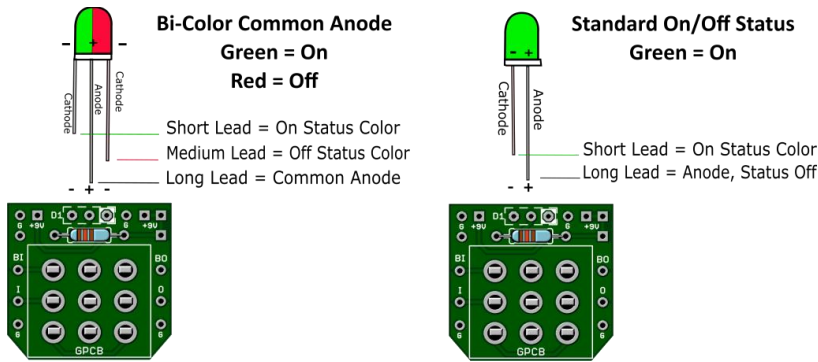 Bi-Color Common Anode
Green = On
Red = Off
- + -
Cathode
Anode
Cathode
Short Lead = On Status Color
Medium Lead = Off Status Color
Long Lead = Common Anode
- + -
D1
G +9V G +9V
BI BO
I O
G G
GPCB
Standard On/Off Status
Green = On
- +
Cathode
Anode
Short Lead = On Status Color
Long Lead = Anode, Status Off
- +
D1
G +9V G +9V
BI BO
I O
G G
GPCB